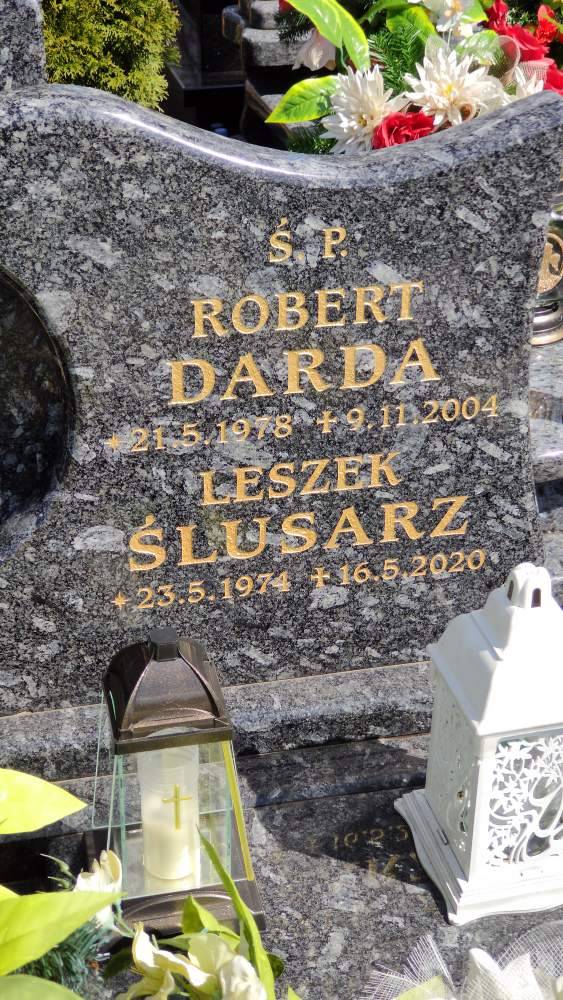 Ś. P.
ROBERT
DARDA
21.5.1978 9.11.2004
LESZEK
ŚLUSARZ
23.5.1974 16.5.2020